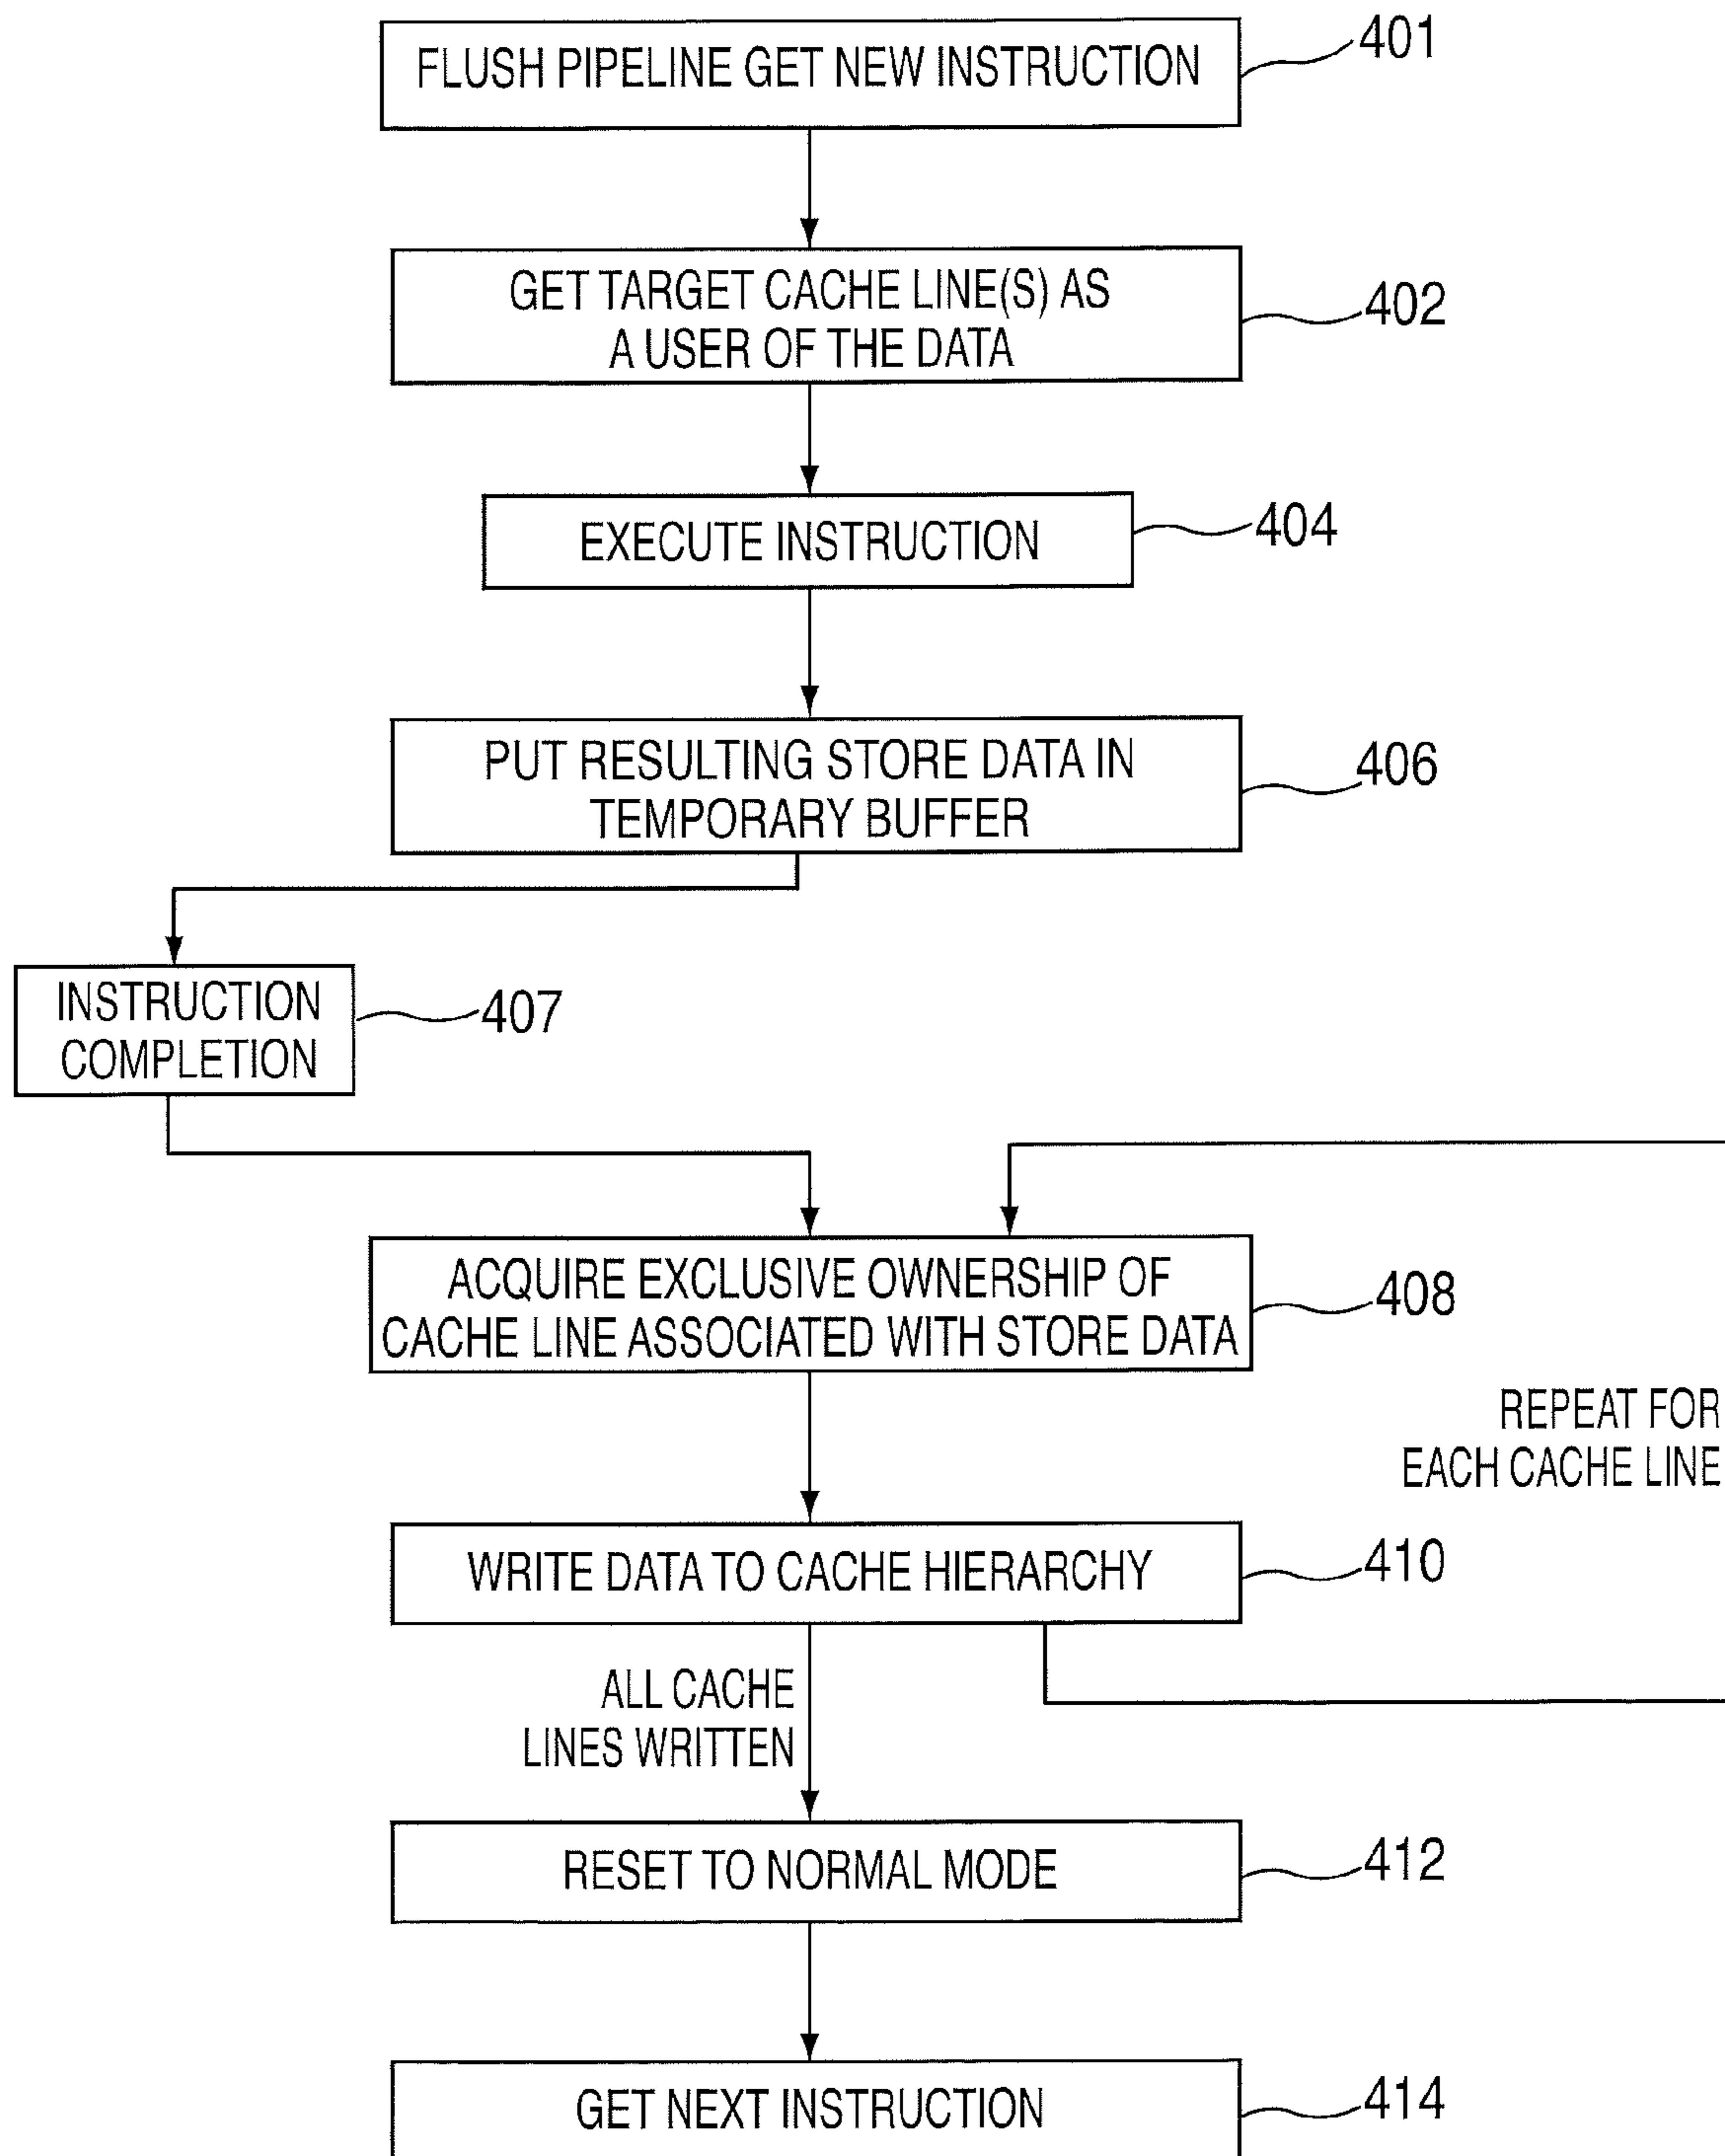 FLUSH PIPELINE GET NEW INSTRUCTION
401
GET TARGET CACHE LINE(S) AS
A USER OF THE DATA
402
EXECUTE INSTRUCTION
404
PUT RESULTING STORE DATA IN
TEMPORARY BUFFER
406
INSTRUCTION
COMPLETION
407
ACQUIRE EXCLUSIVE OWNERSHIP OF
CACHE LINE ASSOCIATED WITH STORE DATA
408
REPEAT FOR
EACH CACHE LINE
WRITE DATA TO CACHE HIERARCHY
410
ALL CACHE
LINES WRITTEN
RESET TO NORMAL MODE
412
GET NEXT INSTRUCTION
414